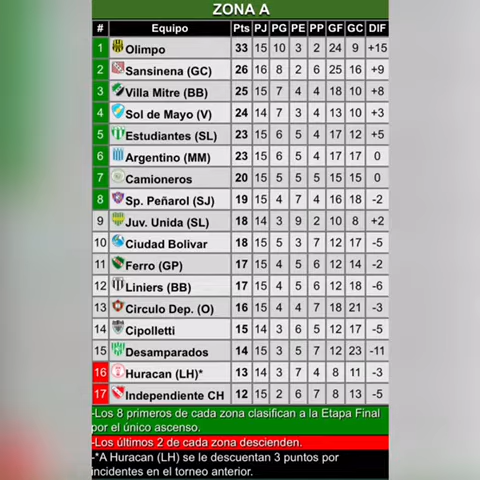 ZONA A
# Equipo Pts PJ PG PE PP GF GC DIF
1 Olimpo 33 15 10 3 2 24 9 +15
2 Sansinena (GC) 26 16 8 2 6 25 16 +9
3 Villa Mitre (BB) 25 15 7 4 4 18 10 +8
4 Sol de Mayo (V) 24 14 7 3 4 13 10 +3
5 Estudiantes (SL) 23 15 6 5 4 17 12 +5
6 Argentino (MM) 23 15 6 5 4 17 17 0
7 Camioneros 20 15 5 5 5 15 15 0
8 Sp. Peñarol (SJ) 19 15 4 7 4 16 18 -2
9 Juv. Unida (SL) 18 14 3 9 2 10 8 +2
10 Ciudad Bolivar 18 15 5 3 7 12 17 -5
11 Ferro (GP) 17 15 4 5 6 12 14 -2
12 Liniers (BB) 17 15 4 5 6 12 18 -6
13 Circulo Dep. (O) 16 15 4 4 7 18 21 -3
14 Cipolletti 15 14 3 6 5 12 17 -5
15 Desamparados 14 15 3 5 7 12 23 -11
16 Huracan (LH)* 13 14 3 7 4 8 11 -3
17 Independiente CH 12 15 2 6 7 8 13 -5
-Los 8 primeros de cada zona clasifican a la Etapa Final
por el único ascenso.
-Los últimos 2 de cada zona descienden.
-*A Huracan (LH) se le descuentan 3 puntos por
incidentes en el torneo anterior.